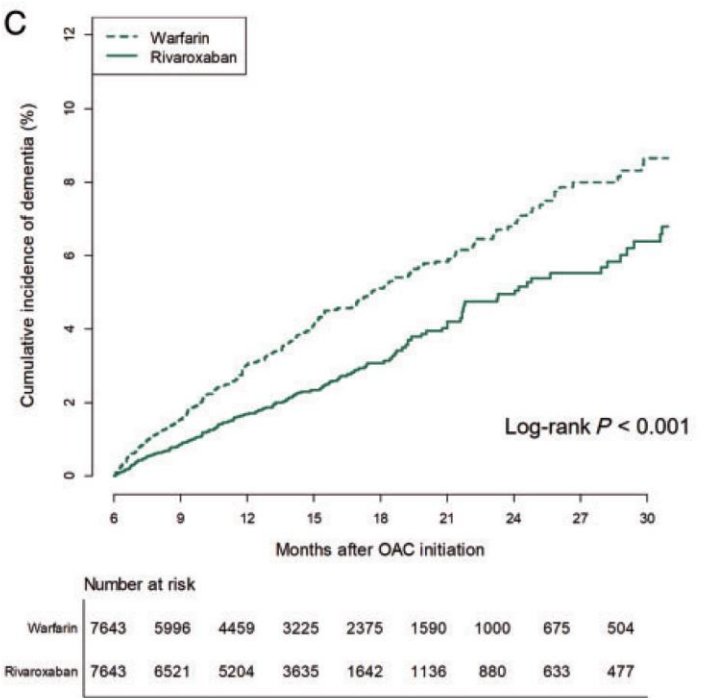 C
Warfarin
Rivaroxaban
Cumulative incidence of dementia (%)
12
10
8
6
4
2
0
Log-rank P < 0.001
6 9 12 15 18 21 24 27 30
Months after OAC initiation
Number at risk
Warfarin 7643 5996 4459 3225 2375 1590 1000 675 504
Rivaroxaban 7643 6521 5204 3635 1642 1136 880 633 477